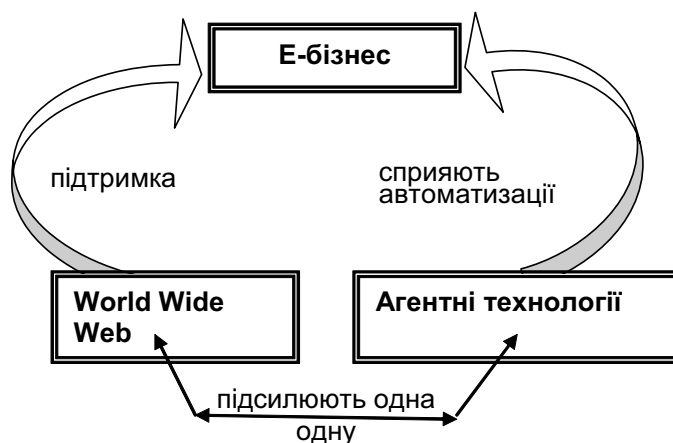 Е-бізнес
підтримка
сприяють
автоматизації
World Wide
Web
Агентні технології
підсилюють одна
одну